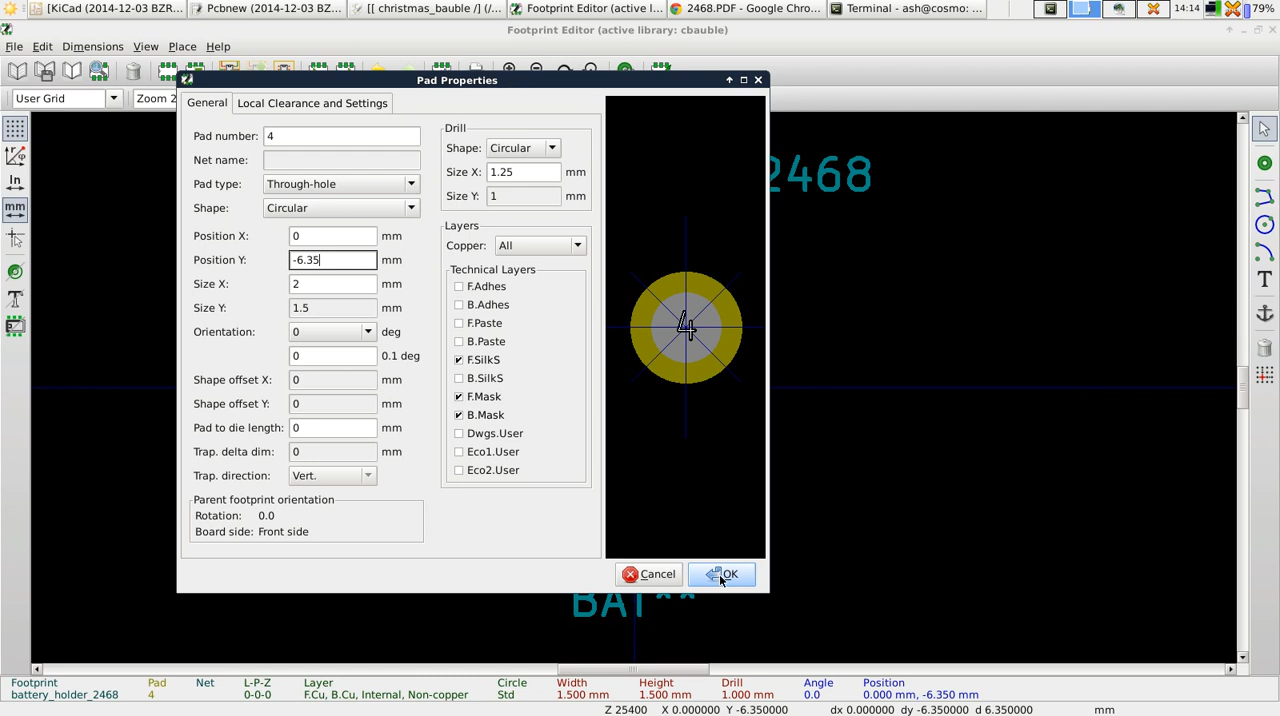 [KiCad (2014-12-03 BZR...
Pcbnew (2014-12-03 BZ...
[[ christmas_bauble /] (/...
Footprint Editor (active l...
2468.PDF - Google Chro...
Terminal - ash@cosmo: ...
14:14
79%
Footprint Editor (active library: cbauble)
File Edit Dimensions View Place Help
User Grid
Zoom 2
Pad Properties
General
Local Clearance and Settings
Pad number: 4
Net name:
Pad type: Through-hole
Shape: Circular
Position X: 0 mm
Position Y: -6.35 mm
Size X: 2 mm
Size Y: 1.5 mm
Orientation: 0 deg
0 0.1 deg
Shape offset X: 0 mm
Shape offset Y: 0 mm
Pad to die length: 0 mm
Trap. delta dim: 0 mm
Trap. direction: Vert.
Parent footprint orientation
Rotation: 0.0
Board side: Front side
Drill
Shape: Circular
Size X: 1.25 mm
Size Y: 1 mm
Layers
Copper: All
Technical Layers
F.Adhes
B.Adhes
F.Paste
B.Paste
F.SilkS
B.SilkS
F.Mask
B.Mask
Dwgs.User
Eco1.User
Eco2.User
4
Cancel
OK
In
mm
T
T
2468
BAT**
Footprint Pad Net L-P-Z Layer Circle Width Height Drill Angle Position
battery_holder_2468 4 0-0-0 F.Cu, B.Cu, Internal, Non-copper Std 1.500 mm 1.500 mm 1.000 mm 0.0 0.000 mm, -6.350 mm
Z 25400 X 0.000000 Y -6.350000 dx 0.000000 dy -6.350000 d 6.350000 mm